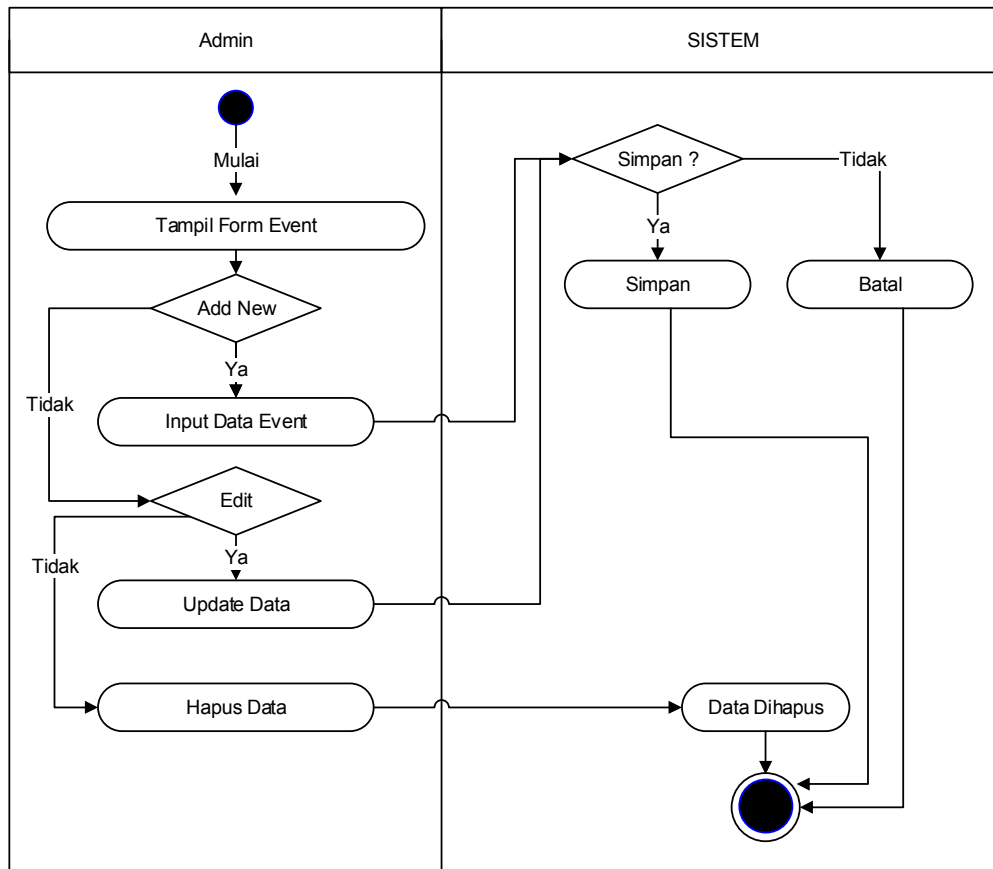 Admin
SISTEM
Mulai
Tampil Form Event
Add New
Ya
Tidak
Input Data Event
Edit
Ya
Tidak
Update Data
Hapus Data
Simpan ?
Tidak
Ya
Simpan
Batal
Data Dihapus